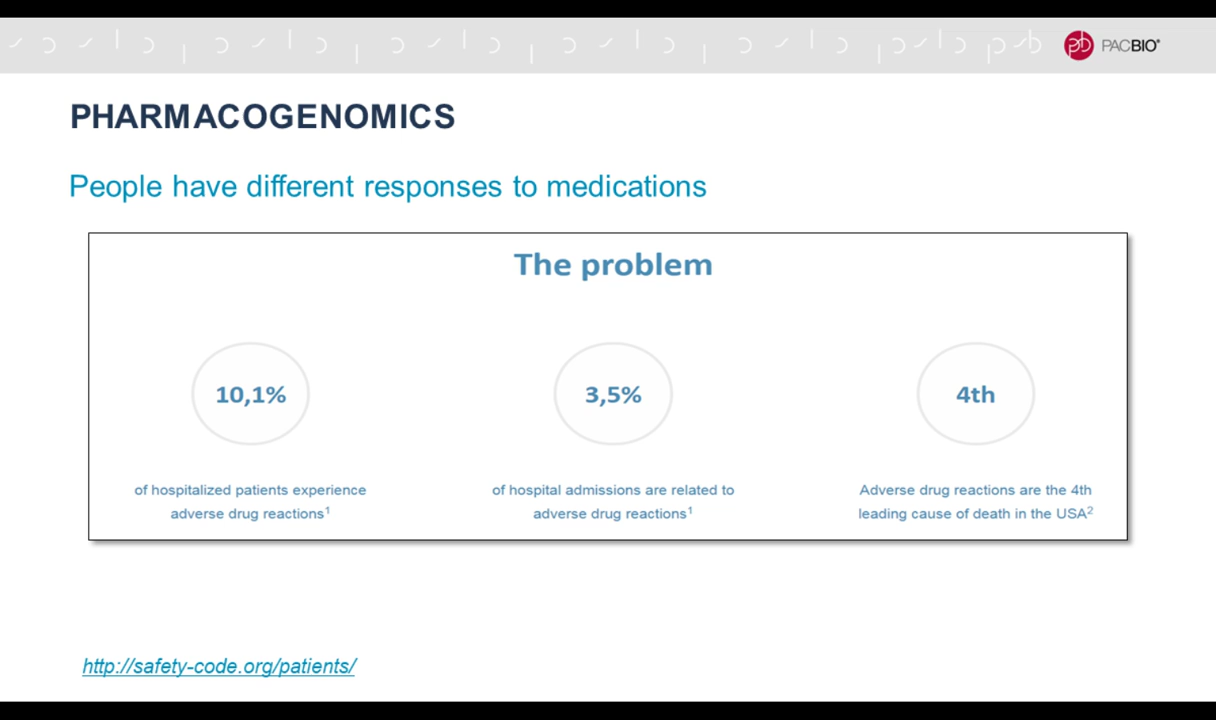 PACBIO®
PHARMACOGENOMICS
People have different responses to medications
The problem
10,1%
of hospitalized patients experience
adverse drug reactions¹
3,5%
of hospital admissions are related to
adverse drug reactions¹
4th
Adverse drug reactions are the 4th
leading cause of death in the USA²
http://safety-code.org/patients/